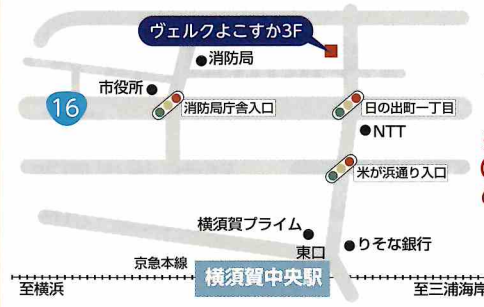 ヴェルクよこすか3F
消防局
市役所
16
消防局庁舎入口
日の出町一丁目
NTT
米が浜通り入口
横須賀プライム
東口
りそな銀行
京急本線
横須賀中央駅
至横浜
至三浦海岸